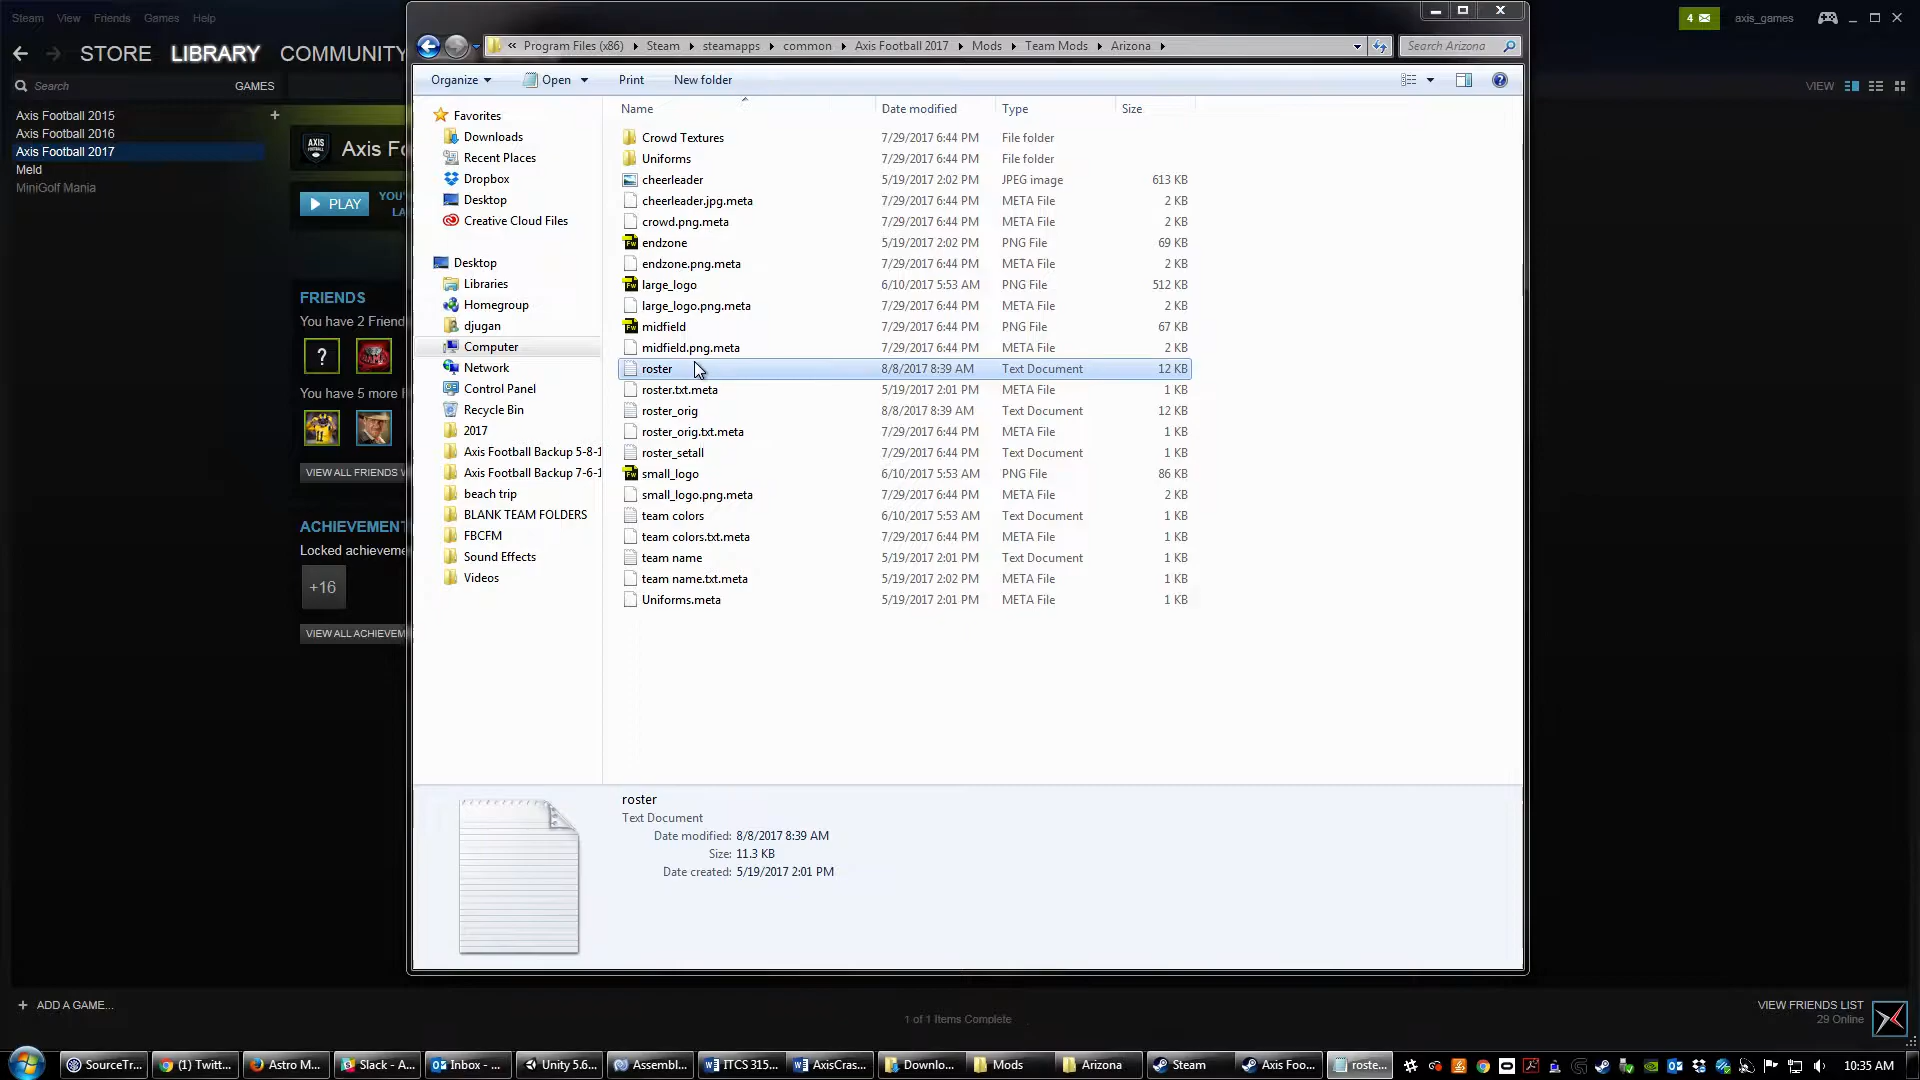 Steam View Friends Games Help
STORE LIBRARY COMMUNITY
Search GAMES
Axis Football 2015
Axis Football 2016
Axis Football 2017
Meld
MiniGolf Mania
AXIS FOOTBALL
Axis Fo
PLAY
YOU'
LA
FRIENDS
You have 2 Friend
?
You have 5 more f
VIEW ALL FRIENDS
ACHIEVEMENT
Locked achieveme
+16
VIEW ALL ACHIEVEM
+ ADD A GAME...
« Program Files (x86) Steam steamapps common Axis Football 2017 Mods Team Mods Arizona
Search Arizona
Organize Open Print New folder
Favorites
Downloads
Recent Places
Dropbox
Desktop
Creative Cloud Files
Desktop
Libraries
Homegroup
djugan
Computer
Network
Control Panel
Recycle Bin
2017
Axis Football Backup 5-8-1
Axis Football Backup 7-6-1
beach trip
BLANK TEAM FOLDERS
FBCFM
Sound Effects
Videos
Name Date modified Type Size
Crowd Textures 7/29/2017 6:44 PM File folder
Uniforms 7/29/2017 6:44 PM File folder
cheerleader 5/19/2017 2:02 PM JPEG image 613 KB
cheerleader.jpg.meta 7/29/2017 6:44 PM META File 2 KB
crowd.png.meta 7/29/2017 6:44 PM META File 2 KB
endzone 5/19/2017 2:02 PM PNG File 69 KB
endzone.png.meta 7/29/2017 6:44 PM META File 2 KB
large_logo 6/10/2017 5:53 AM PNG File 512 KB
large_logo.png.meta 7/29/2017 6:44 PM META File 2 KB
midfield 7/29/2017 6:44 PM PNG File 67 KB
midfield.png.meta 7/29/2017 6:44 PM META File 2 KB
roster 8/8/2017 8:39 AM Text Document 12 KB
roster.txt.meta 5/19/2017 2:01 PM META File 1 KB
roster_orig 8/8/2017 8:39 AM Text Document 12 KB
roster_orig.txt.meta 7/29/2017 6:44 PM META File 1 KB
roster_setall 7/29/2017 6:44 PM Text Document 1 KB
small_logo 6/10/2017 5:53 AM PNG File 86 KB
small_logo.png.meta 7/29/2017 6:44 PM META File 2 KB
team colors 6/10/2017 5:53 AM Text Document 1 KB
team colors.txt.meta 7/29/2017 6:44 PM META File 1 KB
team name 5/19/2017 2:01 PM Text Document 1 KB
team name.txt.meta 5/19/2017 2:02 PM META File 1 KB
Uniforms.meta 5/19/2017 2:01 PM META File 1 KB
roster
Text Document
Date modified: 8/8/2017 8:39 AM
Size: 11.3 KB
Date created: 5/19/2017 2:01 PM
4 axis_games
VIEW
1 of 1 Items Complete
VIEW FRIENDS LIST
29 Online
SourceTr... (1) Twitt... Astro M... Slack - A... Inbox - ... Unity 5.6... Assembl... ITCS 315... AxisCras... Downlo... Mods Arizona Steam Axis Foo... roste... 10:35 AM